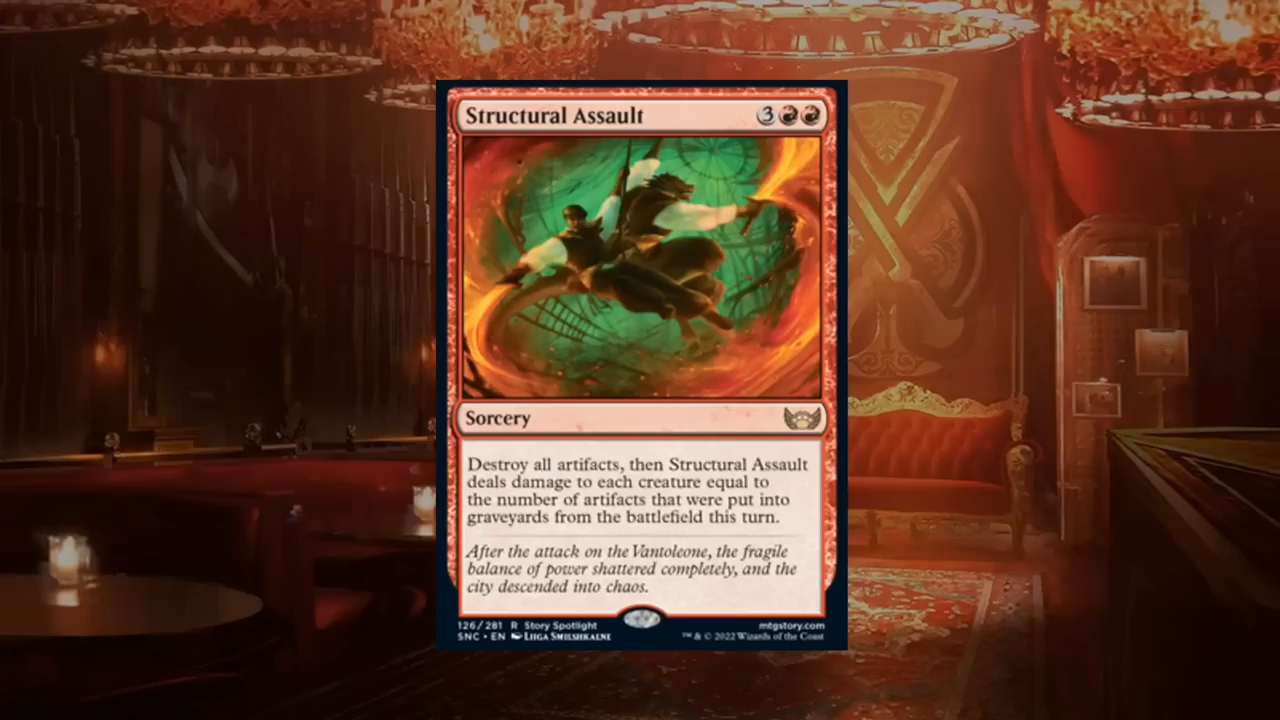 Structural Assault 3
Sorcery
Destroy all artifacts, then Structural Assault
deals damage to each creature equal to
the number of artifacts that were put into
graveyards from the battlefield this turn.
After the attack on the Vantoleone, the fragile
balance of power shattered completely, and the
city descended into chaos.
126/281 R Story Spotlight mtgstory.com
SNC • EN Liiga Smilshkalne ™ & © 2022 Wizards of the Coast